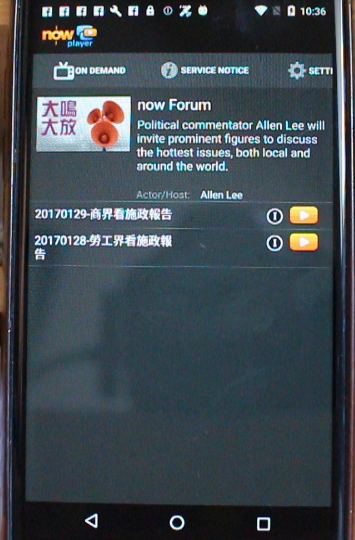 10:36
now
player
ON DEMAND
SERVICE NOTICE
SETTI
大鳴
大放
now Forum
Political commentator Allen Lee will
invite prominent figures to discuss
the hottest issues, both local and
around the world.
Actor/Host: Allen Lee
20170129-商界看施政報告
20170128-勞工界看施政報
告